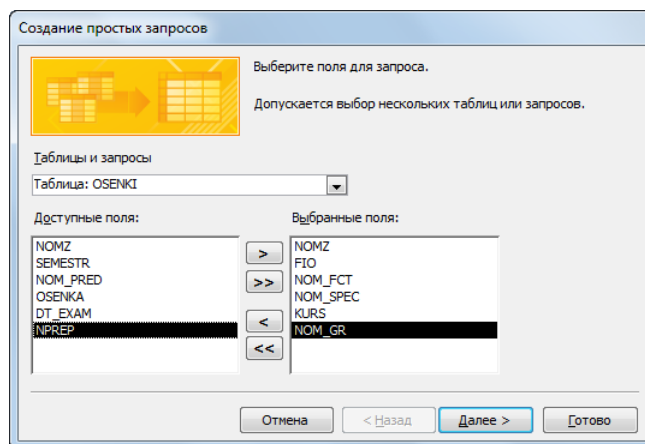 Создание простых запросов
Выберите поля для запроса.
Допускается выбор нескольких таблиц или запросов.
Таблицы и запросы
Таблица: OSENKI
Доступные поля:
NOMZ
SEMESTR
NOM_PRED
OSENKA
DT_EXAM
NPREP
>
>>
<
<<
Выбранные поля:
NOMZ
FIO
NOM_FCT
NOM_SPEC
KURS
NOM_GR
Отмена
< Назад
Далее >
Готово